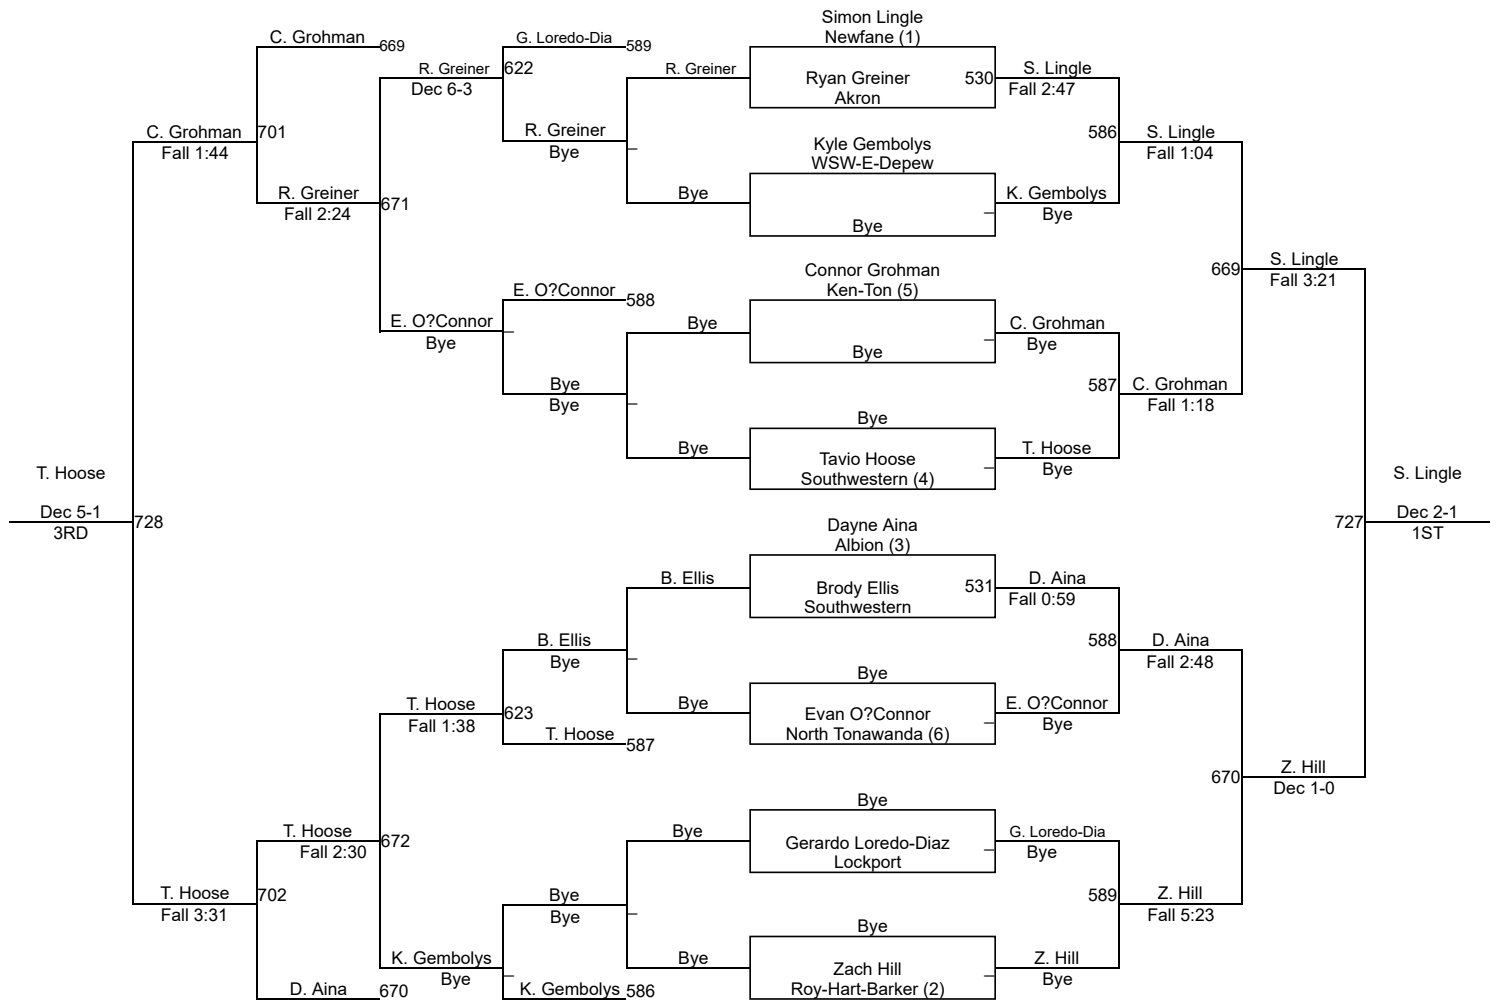 Simon Lingle
Newfane (1)
C. Grohman 669
G. Loredo-Dia 589
R. Greiner 622
Dec 6-3
R. Greiner
Ryan Greiner 530
Akron
S. Lingle
Fall 2:47
C. Grohman 701
Fall 1:44
R. Greiner
Bye
Kyle Gembolys
WSW-E-Depew
586
S. Lingle
Fall 1:04
R. Greiner 671
Fall 2:24
Bye
Bye
K. Gembolys
Bye
Connor Grohman
Ken-Ton (5)
669
S. Lingle
Fall 3:21
E. O?Connor 588
E. O?Connor
Bye
Bye
Bye
C. Grohman
Bye
Bye
Bye
587
C. Grohman
Fall 1:18
Bye
Bye
Tavio Hoose
Southwestern (4)
T. Hoose
Bye
T. Hoose
S. Lingle
Dec 5-1 728
3RD
727
Dec 2-1
1ST
Dayne Aina
Albion (3)
B. Ellis
Brody Ellis 531
Southwestern
D. Aina
Fall 0:59
B. Ellis
Bye
588
D. Aina
Fall 2:48
Bye
T. Hoose 623
Fall 1:38
Bye
Evan O?Connor
North Tonawanda (6)
E. O?Connor
Bye
T. Hoose 587
670
Z. Hill
Dec 1-0
Bye
T. Hoose 672
Fall 2:30
Bye
Gerardo Loredo-Diaz
Lockport
G. Loredo-Dia
Bye
T. Hoose 702
Fall 3:31
Bye
Bye
589
Z. Hill
Fall 5:23
Bye
K. Gembolys
Bye
Bye
Zach Hill
Roy-Hart-Barker (2)
Z. Hill
Bye
D. Aina 670
K. Gembolys 586